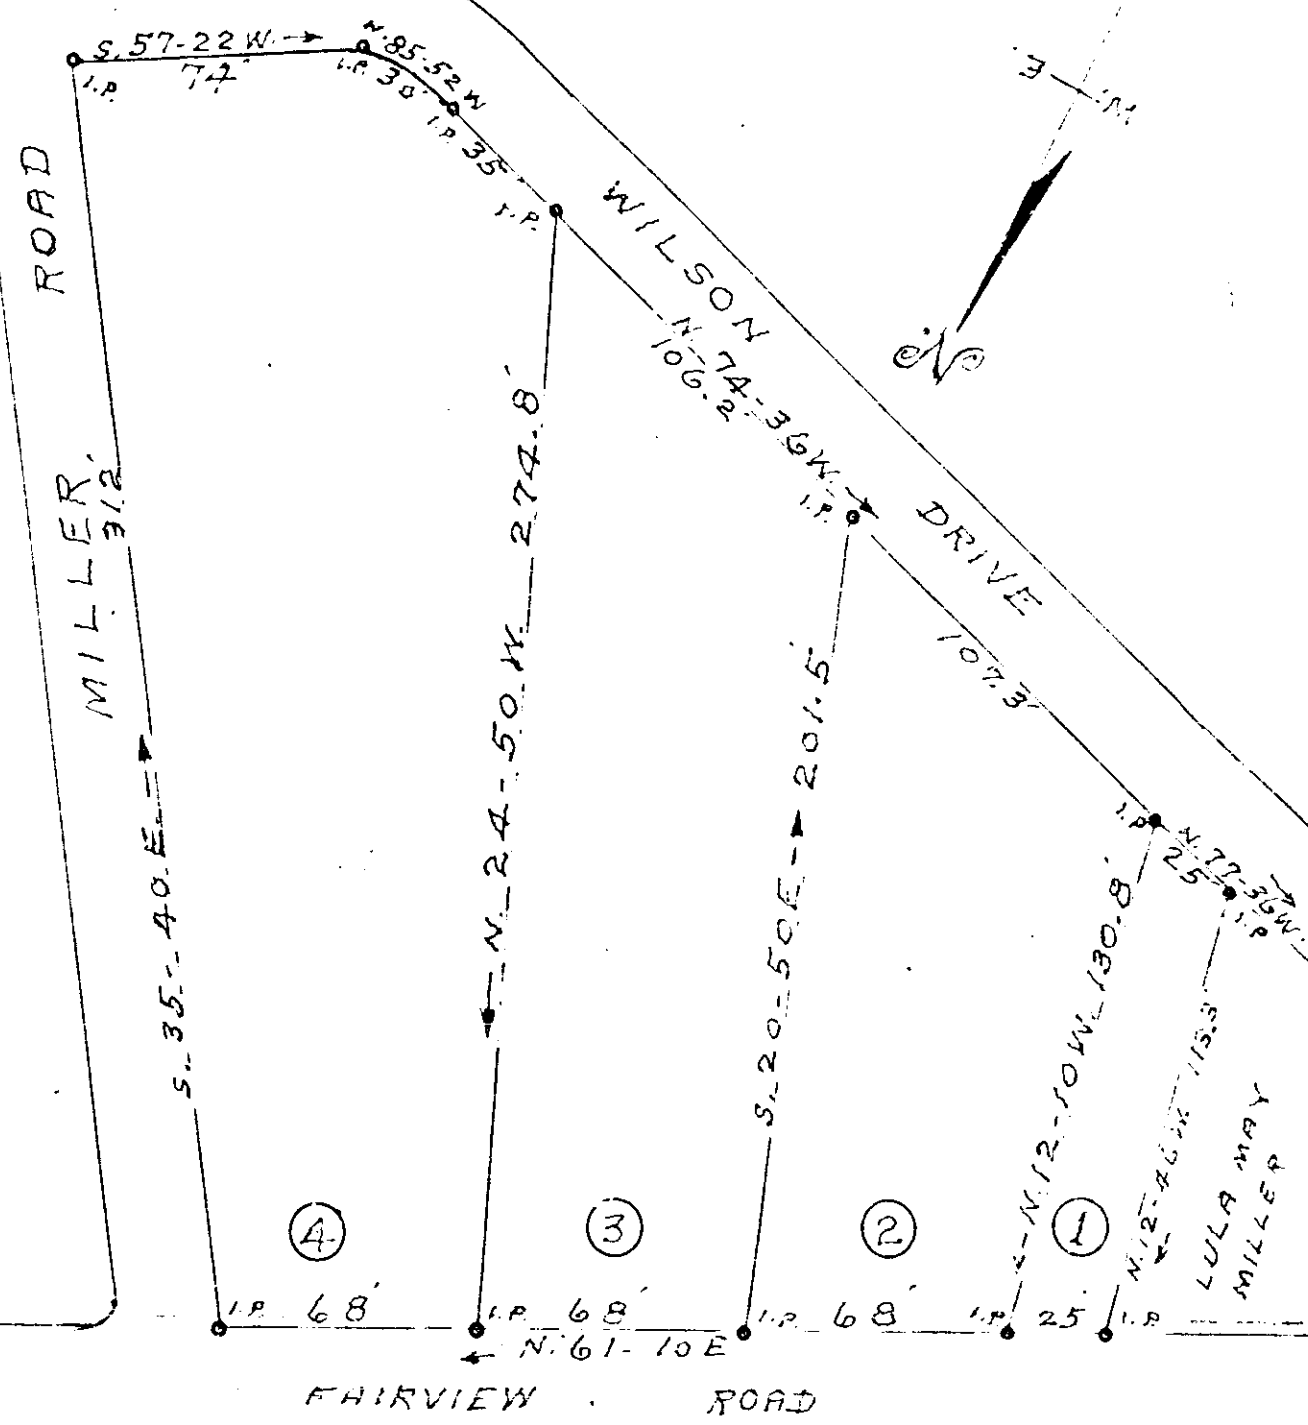 S. 57-22 W.
74'
I.P.
I.P.
N. 85-52 W
30'
I.P.
35'
I.P.
E.
W.
N.
MILLER ROAD
312'
S. 35-40 E.
WILSON DRIVE
N. 74-36 W.
106.2'
I.P.
107.3'
I.P.
N. 77-36 W.
25'
I.P.
N. 24-50 W. 274.8'
S. 20-50 E 201.5'
N. 12-10 W. 130.8'
LULA MAY
MILLER
4
3
2
1
I.P. 68'
I.P. 68'
I.P. 68'
I.P. 25'
I.P.
N. 61-10 E
FAIRVIEW ROAD